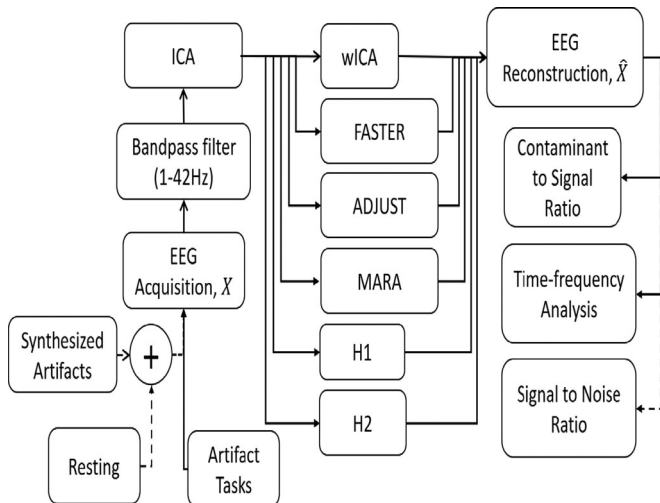 ICA
wICA
EEG
Reconstruction, X̂
FASTER
Bandpass filter
(1-42Hz)
Contaminant
to Signal
Ratio
ADJUST
EEG
Acquisition, X
MARA
Time-frequency
Analysis
Synthesized
Artifacts
+
H1
Signal to Noise
Ratio
H2
Resting
Artifact
Tasks